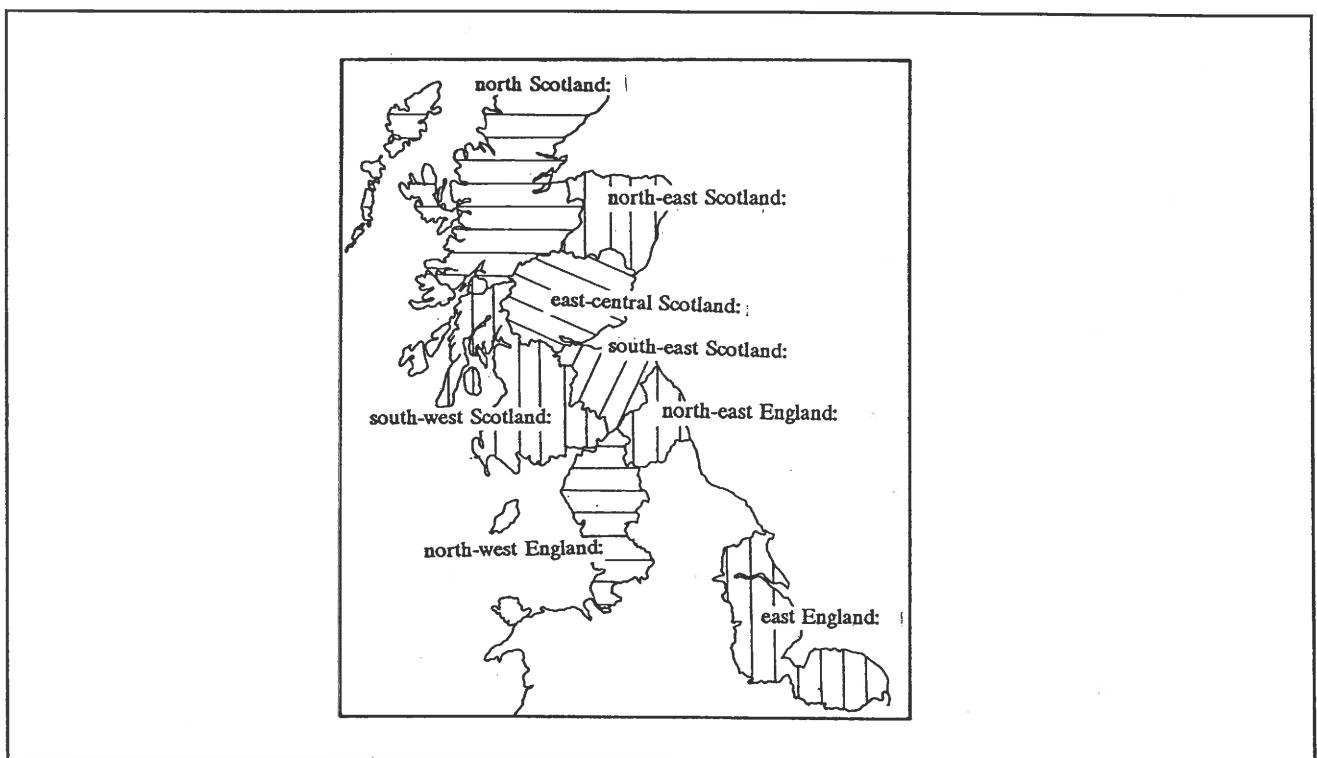 north Scotland:
north-east Scotland:
east-central Scotland:
south-east Scotland:
north-east England:
south-west Scotland:
north-west England:
east England: